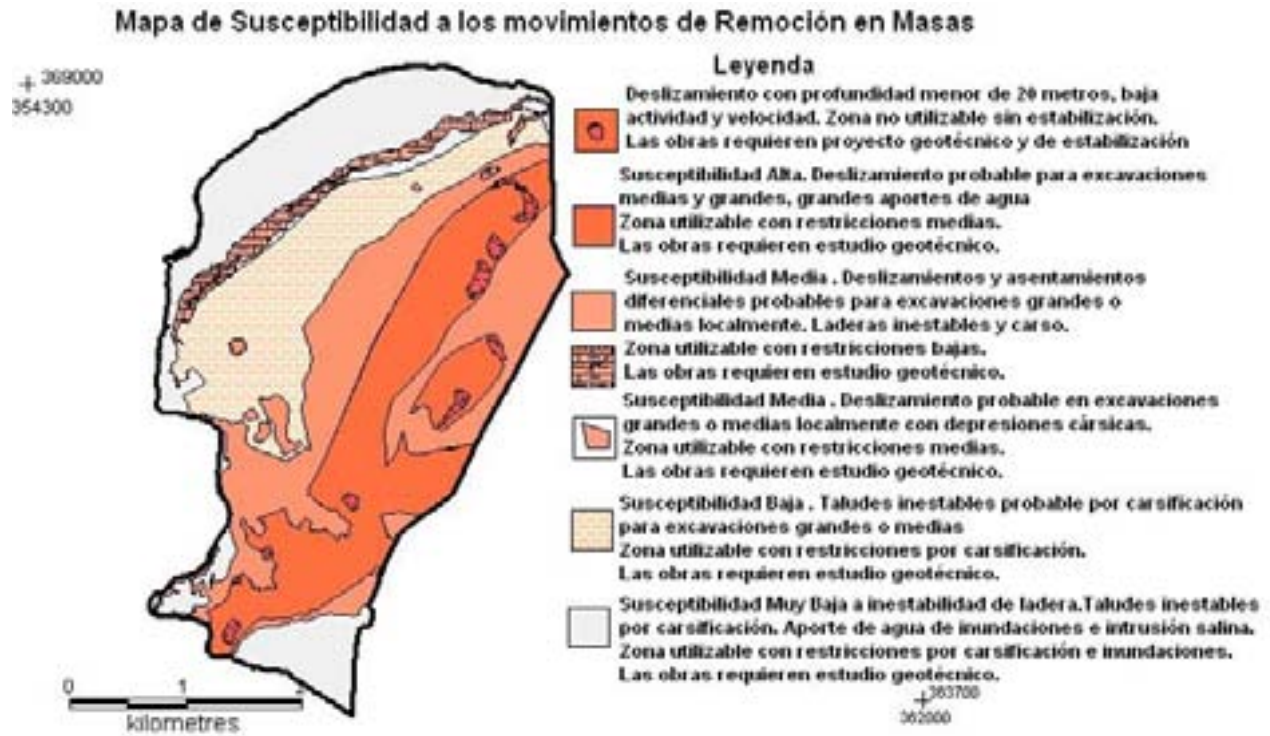 Mapa de Susceptibilidad a los movimientos de Remoción en Masas
369000
354300
Leyenda
Deslizamiento con profundidad menor de 20 metros, baja
actividad y velocidad. Zona no utilizable sin estabilización.
Las obras requieren proyecto geotécnico y de estabilización
Susceptibilidad Alta. Deslizamiento probable para excavaciones
medias y grandes, grandes aportes de agua
Zona utilizable con restricciones medias.
Las obras requieren estudio geotécnico.
Susceptibilidad Media . Deslizamientos y asentamientos
diferenciales probables para excavaciones grandes o
medias localmente. Laderas inestables y carso.
Zona utilizable con restricciones bajas.
Las obras requieren estudio geotécnico.
Susceptibilidad Media . Deslizamiento probable en excavaciones
grandes o medias localmente con depresiones cársicas.
Zona utilizable con restricciones medias.
Las obras requieren estudio geotécnico.
Susceptibilidad Baja . Taludes inestables probable por carsificación
para excavaciones grandes o medias
Zona utilizable con restricciones por carsificación.
Las obras requieren estudio geotécnico.
Susceptibilidad Muy Baja a inestabilidad de ladera.Taludes inestables
por carsificación. Aporte de agua de inundaciones e intrusión salina.
Zona utilizable con restricciones por carsificación e inundaciones.
Las obras requieren estudio geotécnico.
0 1 2
kilometres
363700
362000